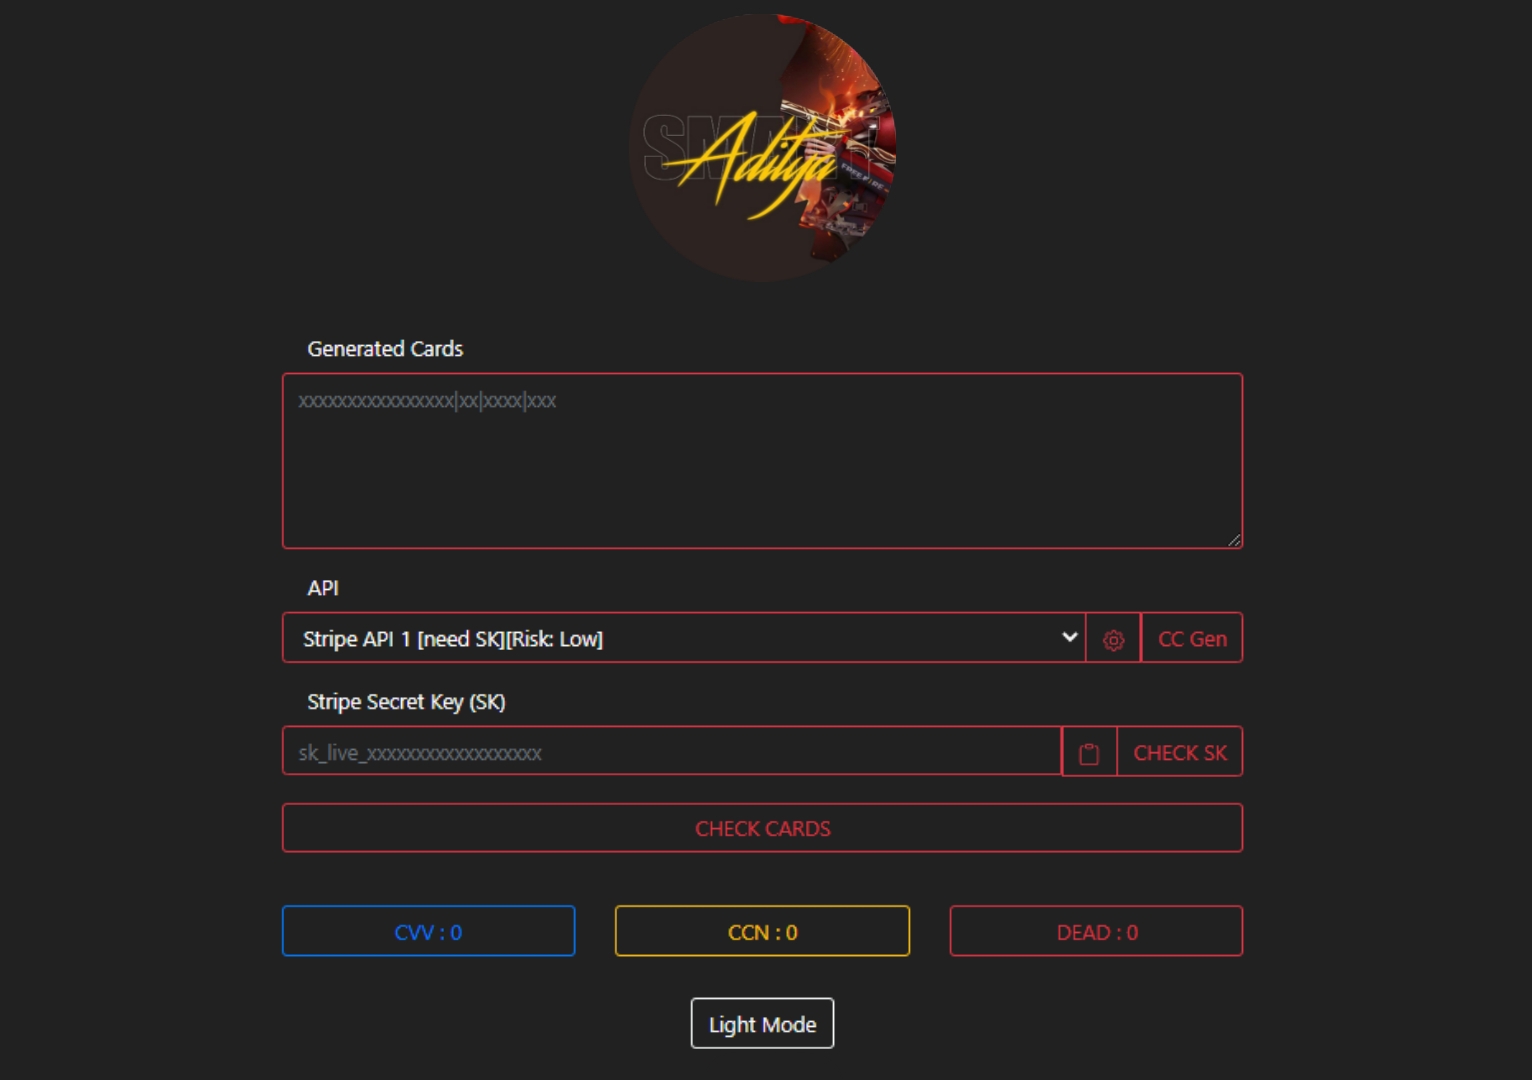 SMART
Aditya
FREE FIRE
Generated Cards
xxxxxxxxxxxxxxxx|xx|xxxx|xxx
API
Stripe API 1 [need SK][Risk: Low]
CC Gen
Stripe Secret Key (SK)
sk_live_xxxxxxxxxxxxxxxxxx
CHECK SK
CHECK CARDS
CVV : 0
CCN : 0
DEAD : 0
Light Mode